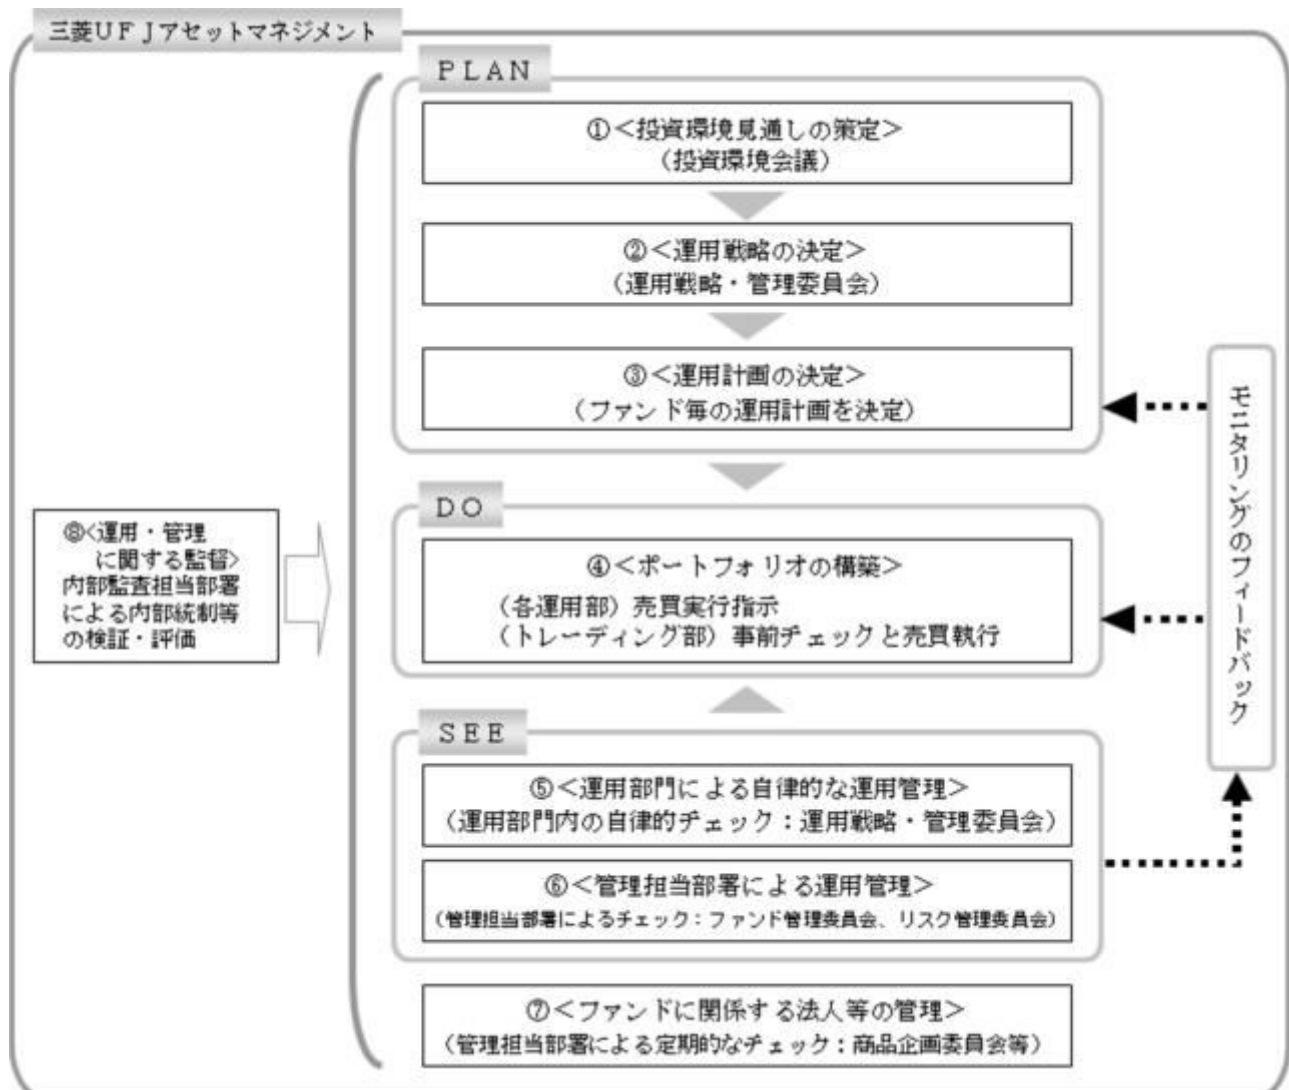 三菱ＵＦＪアセットマネジメント
ＰＬＡＮ
①＜投資環境見通しの策定＞
（投資環境会議）
②＜運用戦略の決定＞
（運用戦略・管理委員会）
③＜運用計画の決定＞
（ファンド毎の運用計画を決定）
ＤＯ
④＜ポートフォリオの構築＞
（各運用部）売買実行指示
（トレーディング部）事前チェックと売買執行
ＳＥＥ
⑤＜運用部門による自律的な運用管理＞
（運用部門内の自律的チェック：運用戦略・管理委員会）
⑥＜管理担当部署による運用管理＞
（管理担当部署によるチェック：ファンド管理委員会、リスク管理委員会）
⑦＜ファンドに関係する法人等の管理＞
（管理担当部署による定期的なチェック：商品企画委員会等）
⑧＜運用・管理
に関する監督＞
内部監査担当部署
による内部統制等
の検証・評価
モニタリングのフィードバック